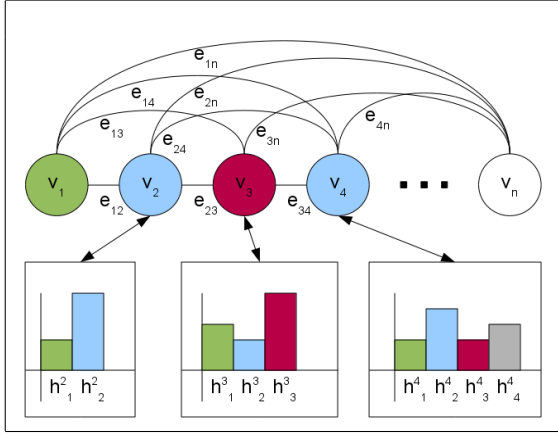 e₁ₙ
e₁₄ e₂ₙ
e₁₃ e₂₄ e₃ₙ e₄ₙ
v₁ v₂ v₃ v₄ ... vₙ
e₁₂ e₂₃ e₃₄
h²₁ h²₂ h³₁ h³₂ h³₃ h⁴₁ h⁴₂ h⁴₃ h⁴₄